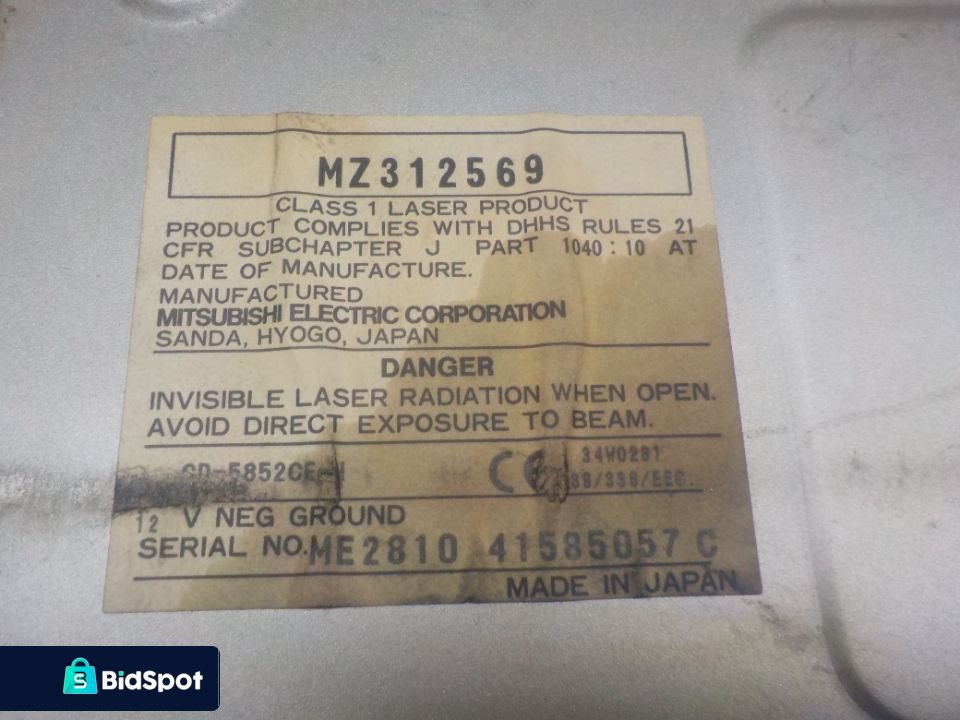 MZ312569
CLASS 1 LASER PRODUCT
PRODUCT COMPLIES WITH DHHS RULES 21
CFR SUBCHAPTER J PART 1040:10 AT
DATE OF MANUFACTURE.
MANUFACTURED
MITSUBISHI ELECTRIC CORPORATION
SANDA, HYOGO, JAPAN
DANGER
INVISIBLE LASER RADIATION WHEN OPEN.
AVOID DIRECT EXPOSURE TO BEAM.
CE 34W0281
12 V NEG GROUND
SERIAL NO. ME2810 41585057 C
MADE IN JAPAN
BidSpot